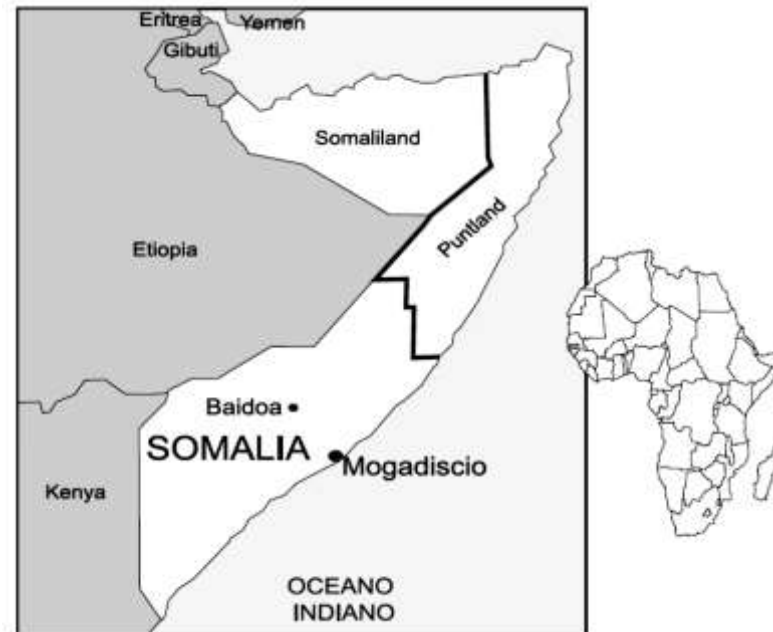 Eritrea
Yemen
Gibuti
Somaliland
Puntland
Etiopia
Baidoa
SOMALIA
Mogadiscio
Kenya
OCEANO
INDIANO